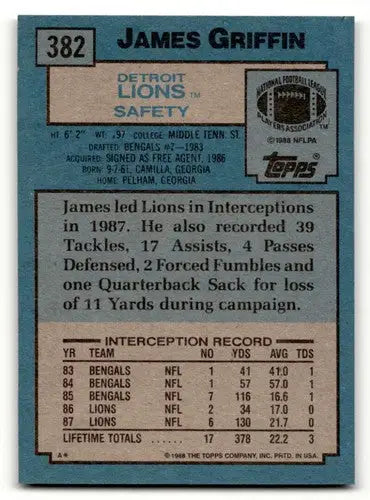 382
JAMES GRIFFIN
DETROIT
LIONS™
SAFETY
NATIONAL FOOTBALL LEAGUE
PLAYERS ASSOCIATION™
© 1988 NFLPA
topps
HT: 6' 2" WT: .97 COLLEGE: MIDDLE TENN. ST.
DRAFTED: BENGALS #7-1983
ACQUIRED: SIGNED AS FREE AGENT, 1986
BORN: 9-7-61, CAMILLA, GEORGIA
HOME: PELHAM, GEORGIA
James led Lions in Interceptions
in 1987. He also recorded 39
Tackles, 17 Assists, 4 Passes
Defensed, 2 Forced Fumbles and
one Quarterback Sack for loss
of 11 Yards during campaign.
INTERCEPTION RECORD
YR TEAM NO YDS AVG TDS
83 BENGALS NFL 1 41 41.0 1
84 BENGALS NFL 1 57 57.0 1
85 BENGALS NFL 7 116 16.6 1
86 LIONS NFL 2 34 17.0 0
87 LIONS NFL 6 130 21.7 0
LIFETIME TOTALS 17 378 22.2 3
A* © 1988 THE TOPPS COMPANY, INC. PRTD. IN U.S.A.